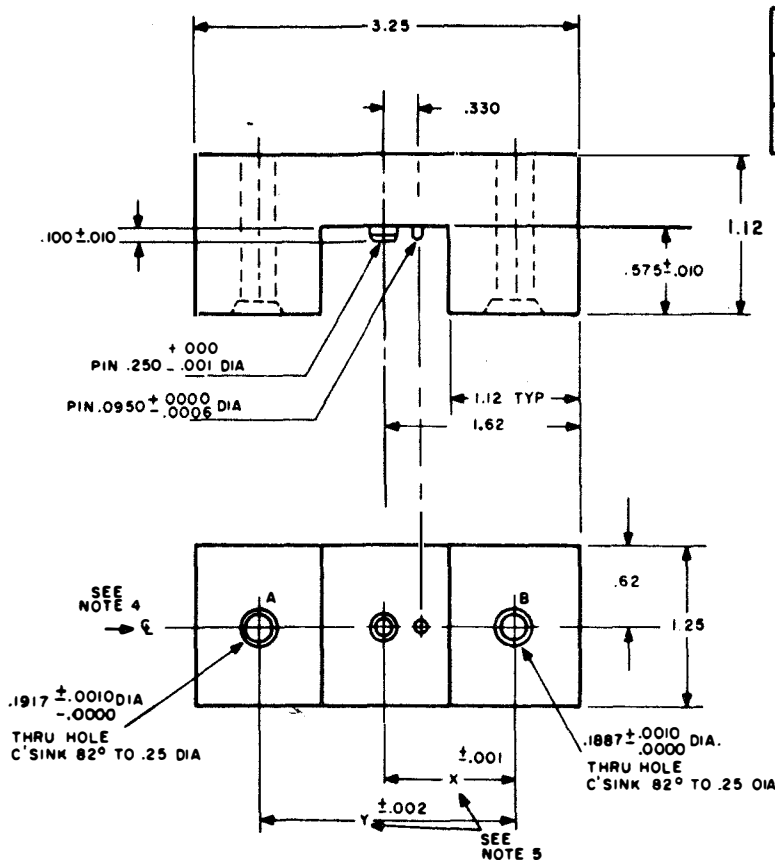 3.25
.330
.100±.010
1.12
.575±.010
+ 000
PIN .250 - .001 DIA
PIN .0950 + .0000 DIA
- .0006
1.12 TYP
1.62
SEE
NOTE 4
℄
A
B
.62
1.25
.1917 ±.0010 DIA
-.0000
THRU HOLE
C'SINK 82° TO .25 DIA
.1887 ±.0010 DIA.
.0000
THRU HOLE
C'SINK 82° TO .25 DIA
±.001
X
±.002
Y
SEE
NOTE 5